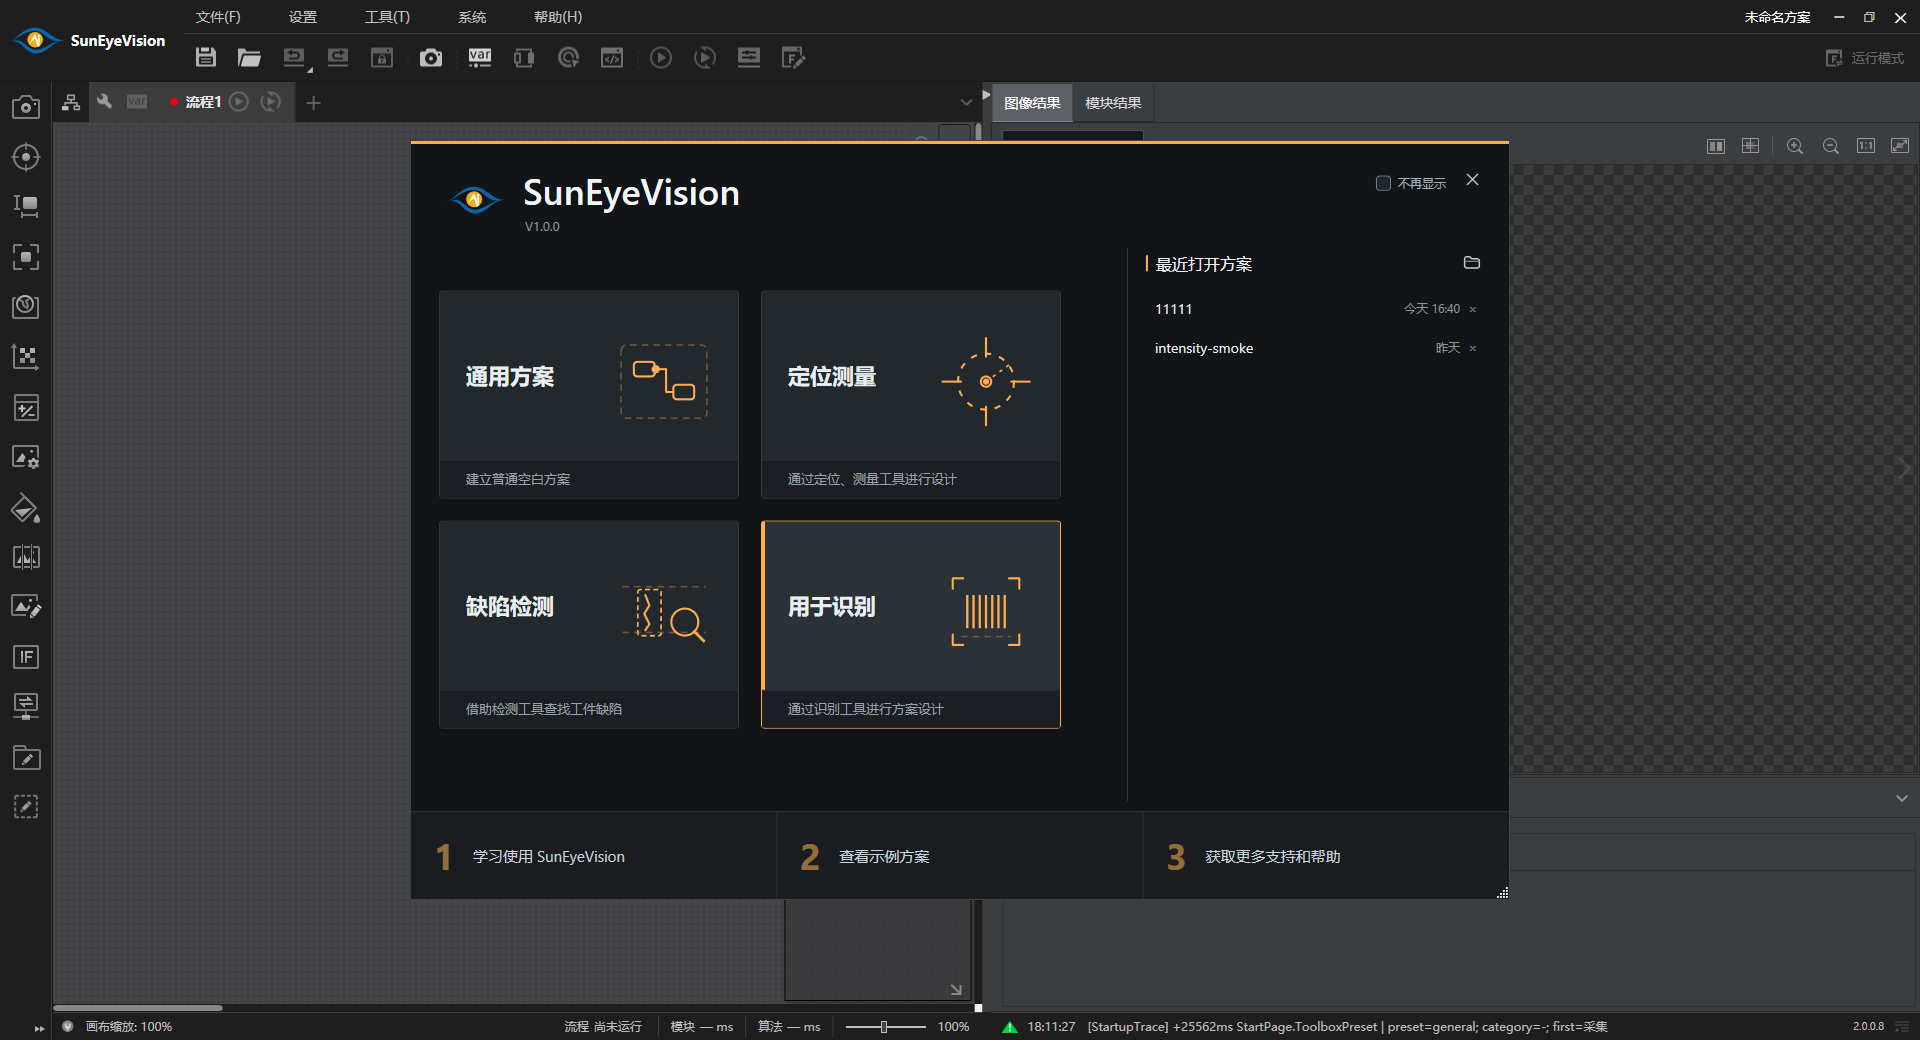 文件(F) 设置 工具(T) 系统 帮助(H) 未命名方案
SunEyeVision
var
运行模式
var 流程1
图像结果 模块结果
1:1
SunEyeVision
V1.0.0
不再显示
最近打开方案
11111 今天 16:40
intensity-smoke 昨天
通用方案
建立普通空白方案
定位测量
通过定位、测量工具进行设计
缺陷检测
借助检测工具查找工件缺陷
用于识别
通过识别工具进行方案设计
IF
1 学习使用 SunEyeVision
2 查看示例方案
3 获取更多支持和帮助
画布缩放: 100% 流程 尚未运行 模块 — ms 算法 — ms 100% 18:11:27 [StartupTrace] +25562ms StartPage.ToolboxPreset | preset=general; category=-; first=采集 2.0.0.8